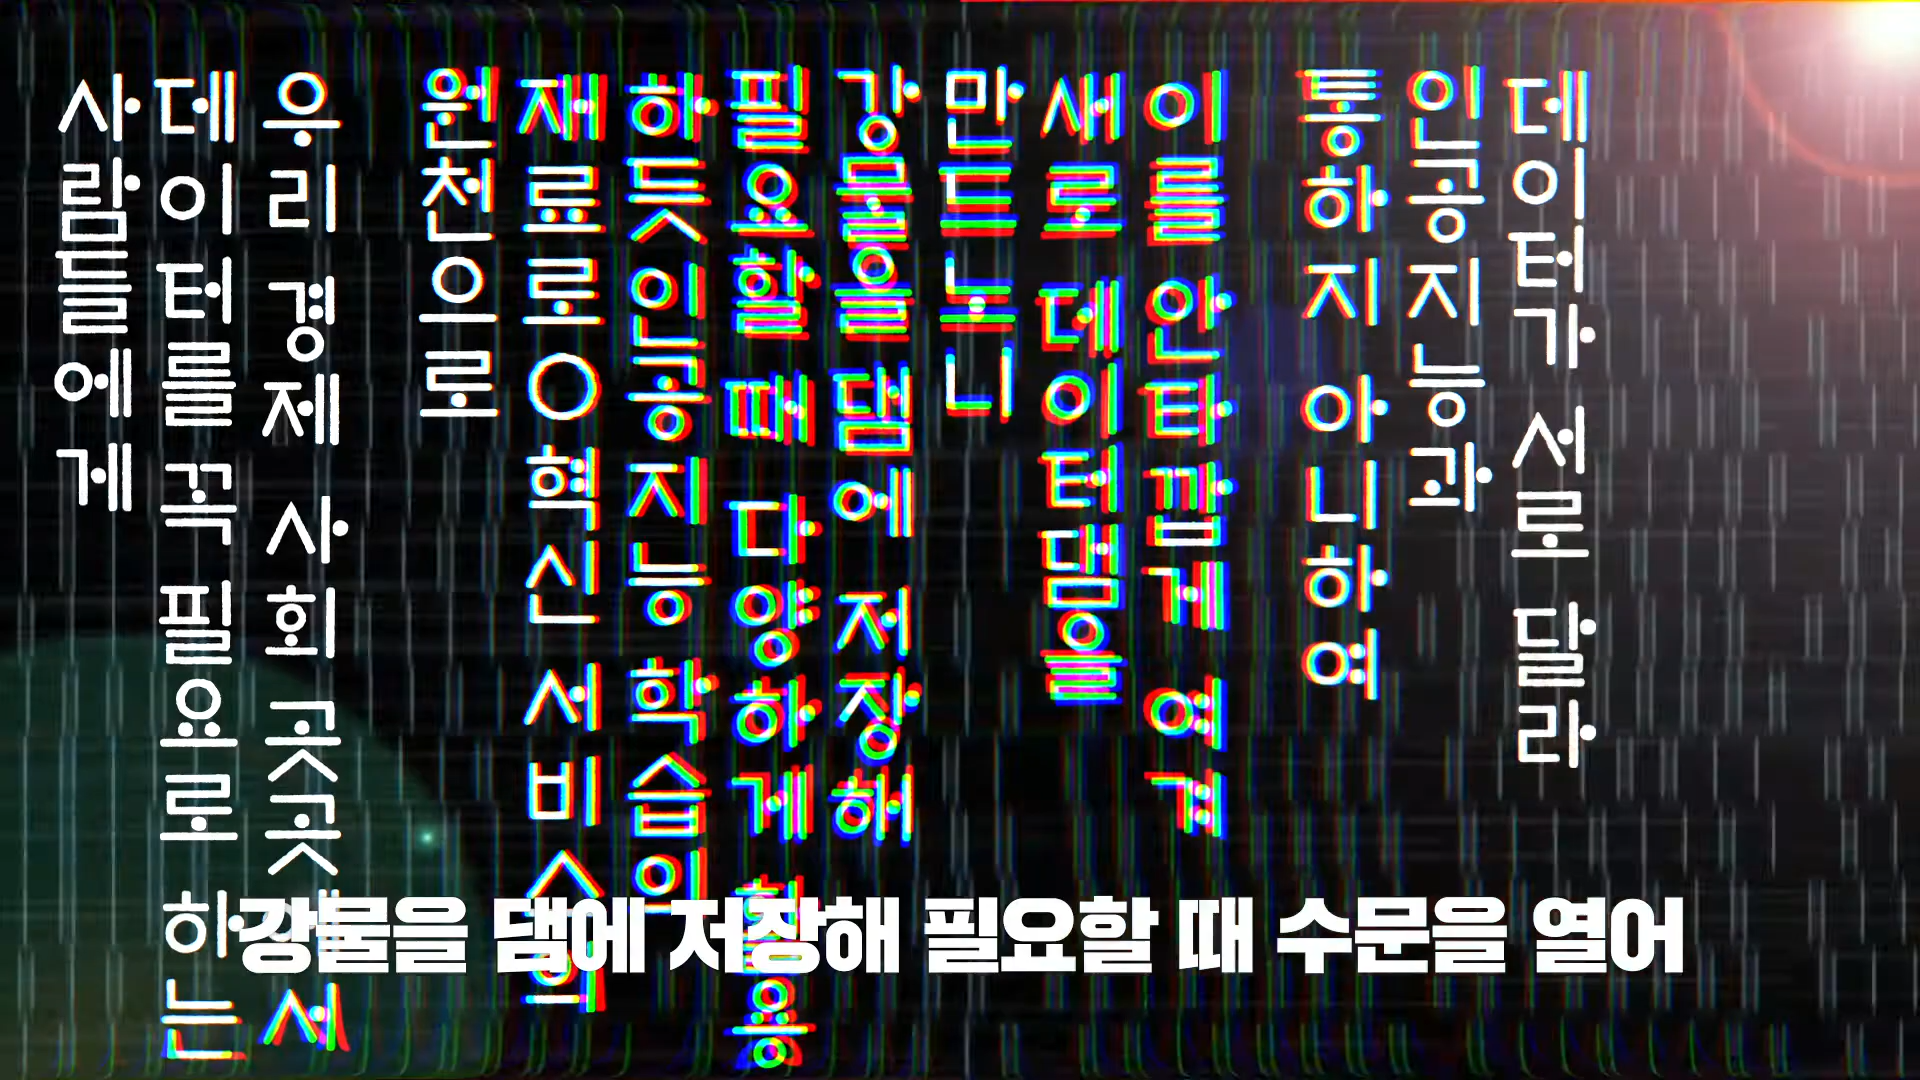 데이터가 서로 달라
인공지능과
통하지 아니하여
이를 안타깝게 여겨
새로 데이터댐을
만드노니
강물을 댐에 저장해
필요할 때 다양하게 활용
하듯 인공지능 학습의
재료로 혁신 서비스의
원천으로
우리 경제 사회 곳곳에서
데이터를 꼭 필요로 하는
사람들에게
강물을 댐에 저장해 필요할 때 수문을 열어